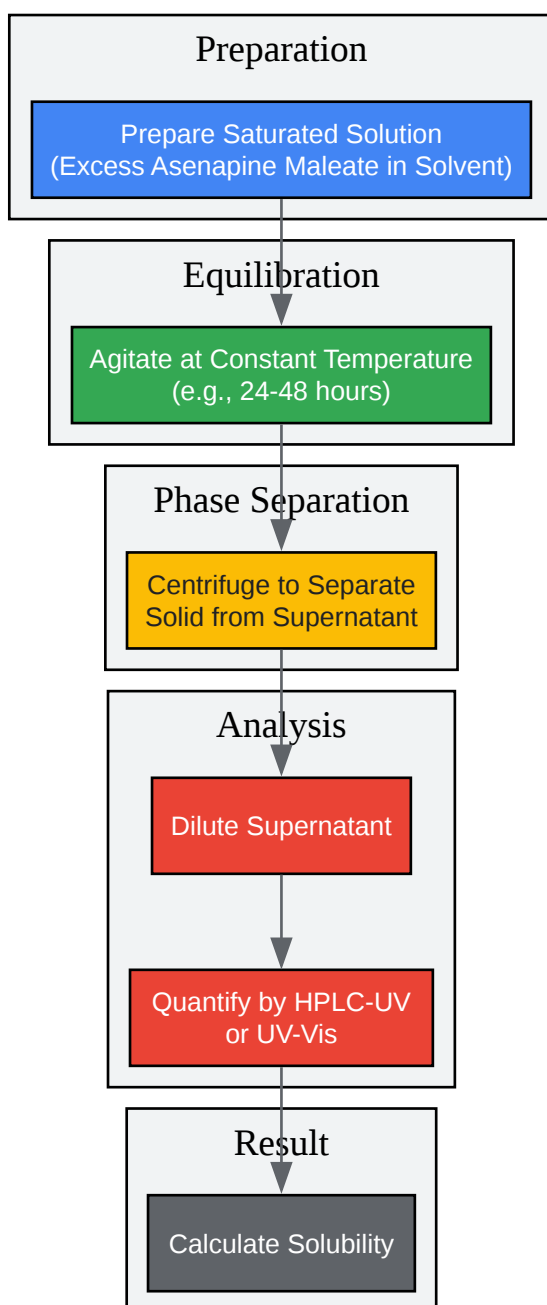 Preparation
Prepare Saturated Solution
(Excess Asenapine Maleate in Solvent)
Equilibration
Agitate at Constant Temperature
(e.g., 24-48 hours)
Phase Separation
Centrifuge to Separate
Solid from Supernatant
Analysis
Dilute Supernatant
Quantify by HPLC-UV
or UV-Vis
Result
Calculate Solubility